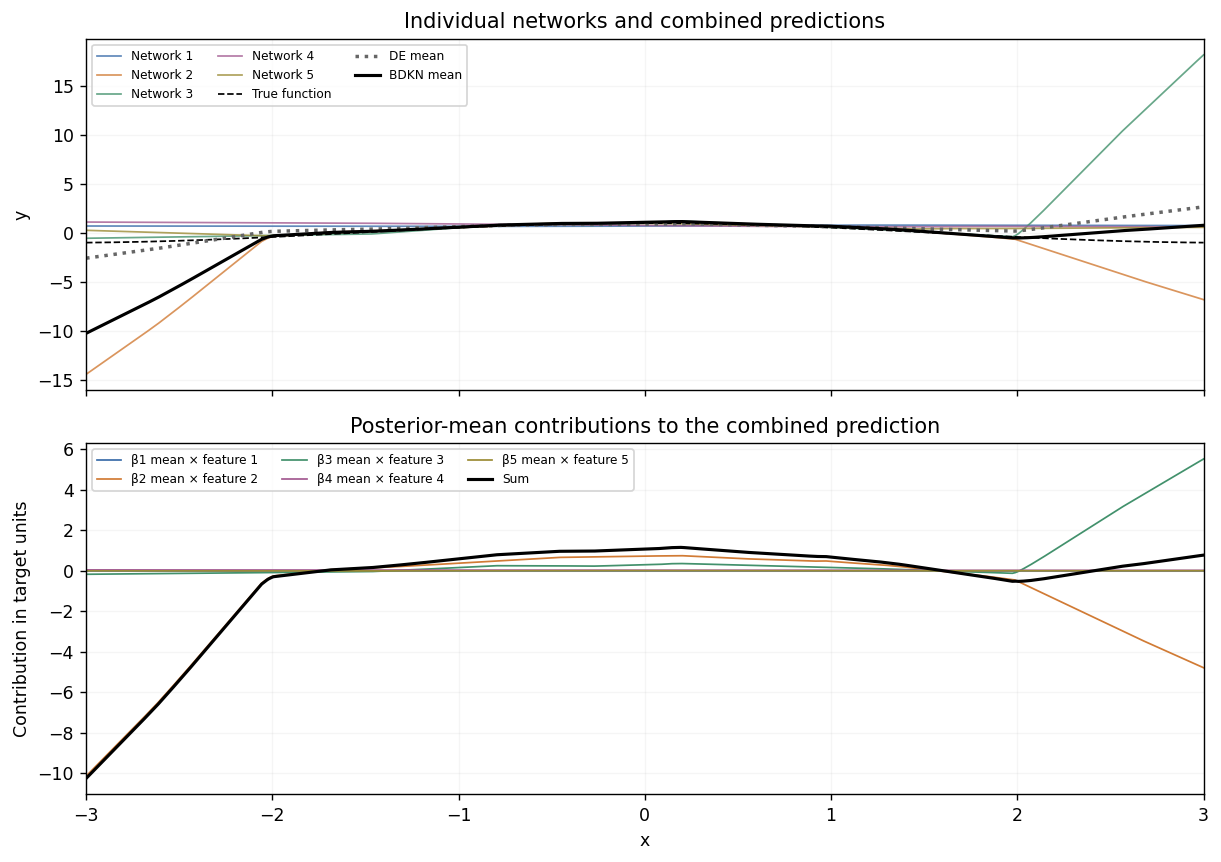 Individual networks and combined predictions
Network 1
Network 2
Network 3
Network 4
Network 5
True function
DE mean
BDKN mean
15
10
5
0
−5
−10
−15
y
Posterior-mean contributions to the combined prediction
β1 mean × feature 1
β2 mean × feature 2
β3 mean × feature 3
β4 mean × feature 4
β5 mean × feature 5
Sum
6
4
2
0
−2
−4
−6
−8
−10
Contribution in target units
−3 −2 −1 0 1 2 3
x